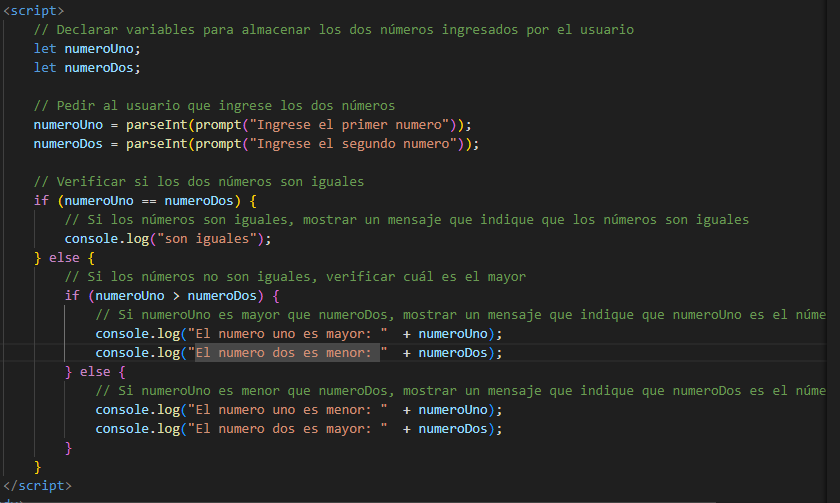 <script>
// Declarar variables para almacenar los dos números ingresados por el usuario
let numeroUno;
let numeroDos;
// Pedir al usuario que ingrese los dos números
numeroUno = parseInt(prompt("Ingrese el primer numero"));
numeroDos = parseInt(prompt("Ingrese el segundo numero"));
// Verificar si los dos números son iguales
if (numeroUno == numeroDos) {
// Si los números son iguales, mostrar un mensaje que indique que los números son iguales
console.log("son iguales");
} else {
// Si los números no son iguales, verificar cuál es el mayor
if (numeroUno > numeroDos) {
// Si numeroUno es mayor que numeroDos, mostrar un mensaje que indique que numeroUno es el núme
console.log("El numero uno es mayor: "  + numeroUno);
console.log("El numero dos es menor: "  + numeroDos);
} else {
// Si numeroUno es menor que numeroDos, mostrar un mensaje que indique que numeroDos es el núme
console.log("El numero uno es menor: "  + numeroUno);
console.log("El numero dos es mayor: "  + numeroDos);
}
}
</script>